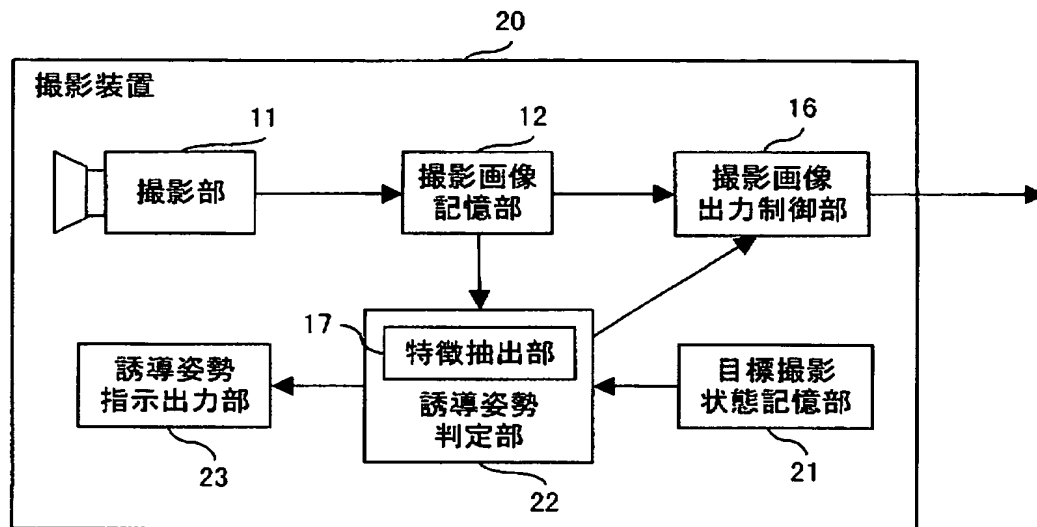 20
撮影装置
11
12
16
撮影部
撮影画像
記憶部
撮影画像
出力制御部
17
特徴抽出部
誘導姿勢
判定部
誘導姿勢
指示出力部
目標撮影
状態記憶部
23
22
21